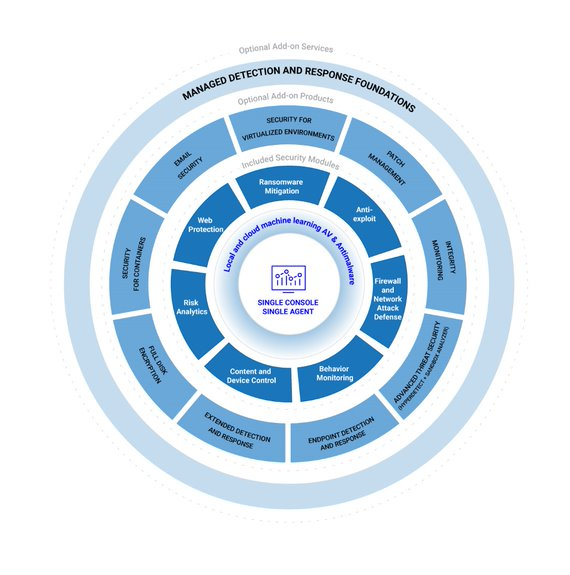 Optional Add-on Services
MANAGED DETECTION AND RESPONSE FOUNDATIONS
Optional Add-on Products
SECURITY FOR
VIRTUALIZED ENVIRONMENTS
PATCH
MANAGEMENT
INTEGRITY
MONITORING
ADVANCED THREAT SECURITY
(HYPERDETECT + SANDBOX ANALYZER)
ENDPOINT DETECTION
AND RESPONSE
EXTENDED DETECTION
AND RESPONSE
FULL DISK
ENCRYPTION
SECURITY
FOR CONTAINERS
EMAIL
SECURITY
Included Security Modules
Ransomware
Mitigation
Anti-
exploit
Firewall
and
Network
Attack
Defense
Behavior
Monitoring
Content and
Device Control
Risk
Analytics
Web
Protection
Local and cloud machine learning AV & Antimalware
SINGLE CONSOLE
SINGLE AGENT